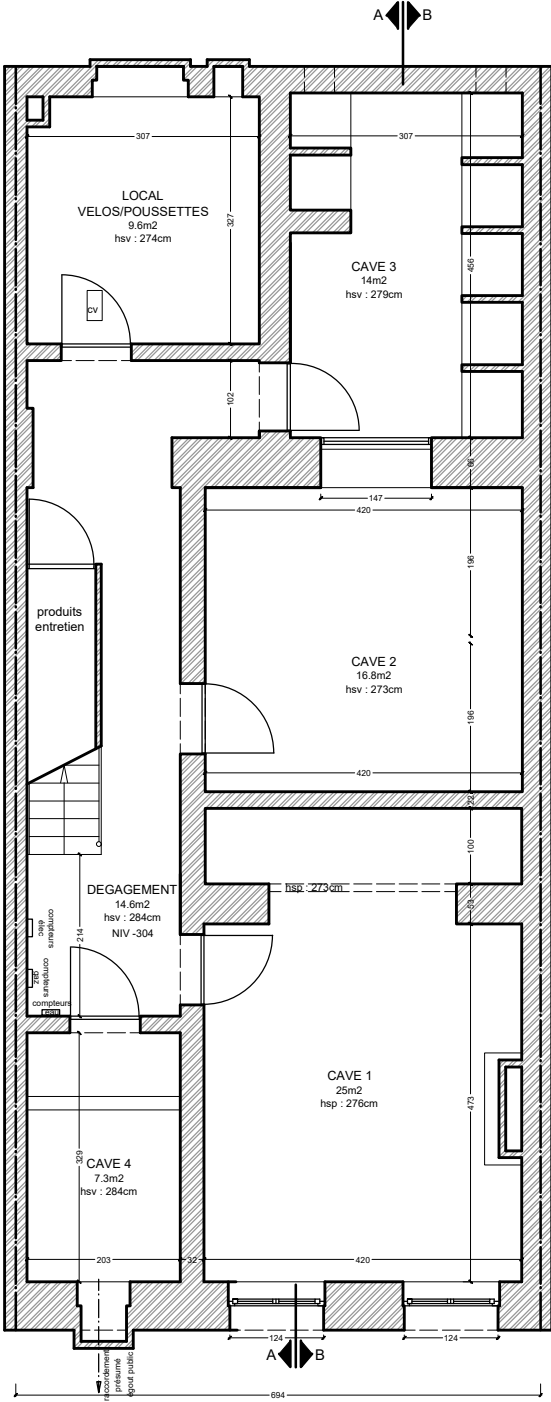 A B
307
307
LOCAL
VELOS/POUSSETTES
9.6m2
hsv : 274cm
327
cv
CAVE 3
14m2
hsv : 279cm
456
102
66
147
420
196
produits
entretien
CAVE 2
16.8m2
hsv : 273cm
196
420
22
100
DEGAGEMENT
14.6m2
hsv : 284cm
NIV -304
hsp : 273cm
53
214
compteurs
élec
compteurs
gaz
compteurs
eau
CAVE 1
25m2
hsp : 276cm
473
329
CAVE 4
7.3m2
hsv : 284cm
203
32
420
124
124
A B
raccordement
présumé
égout public
694